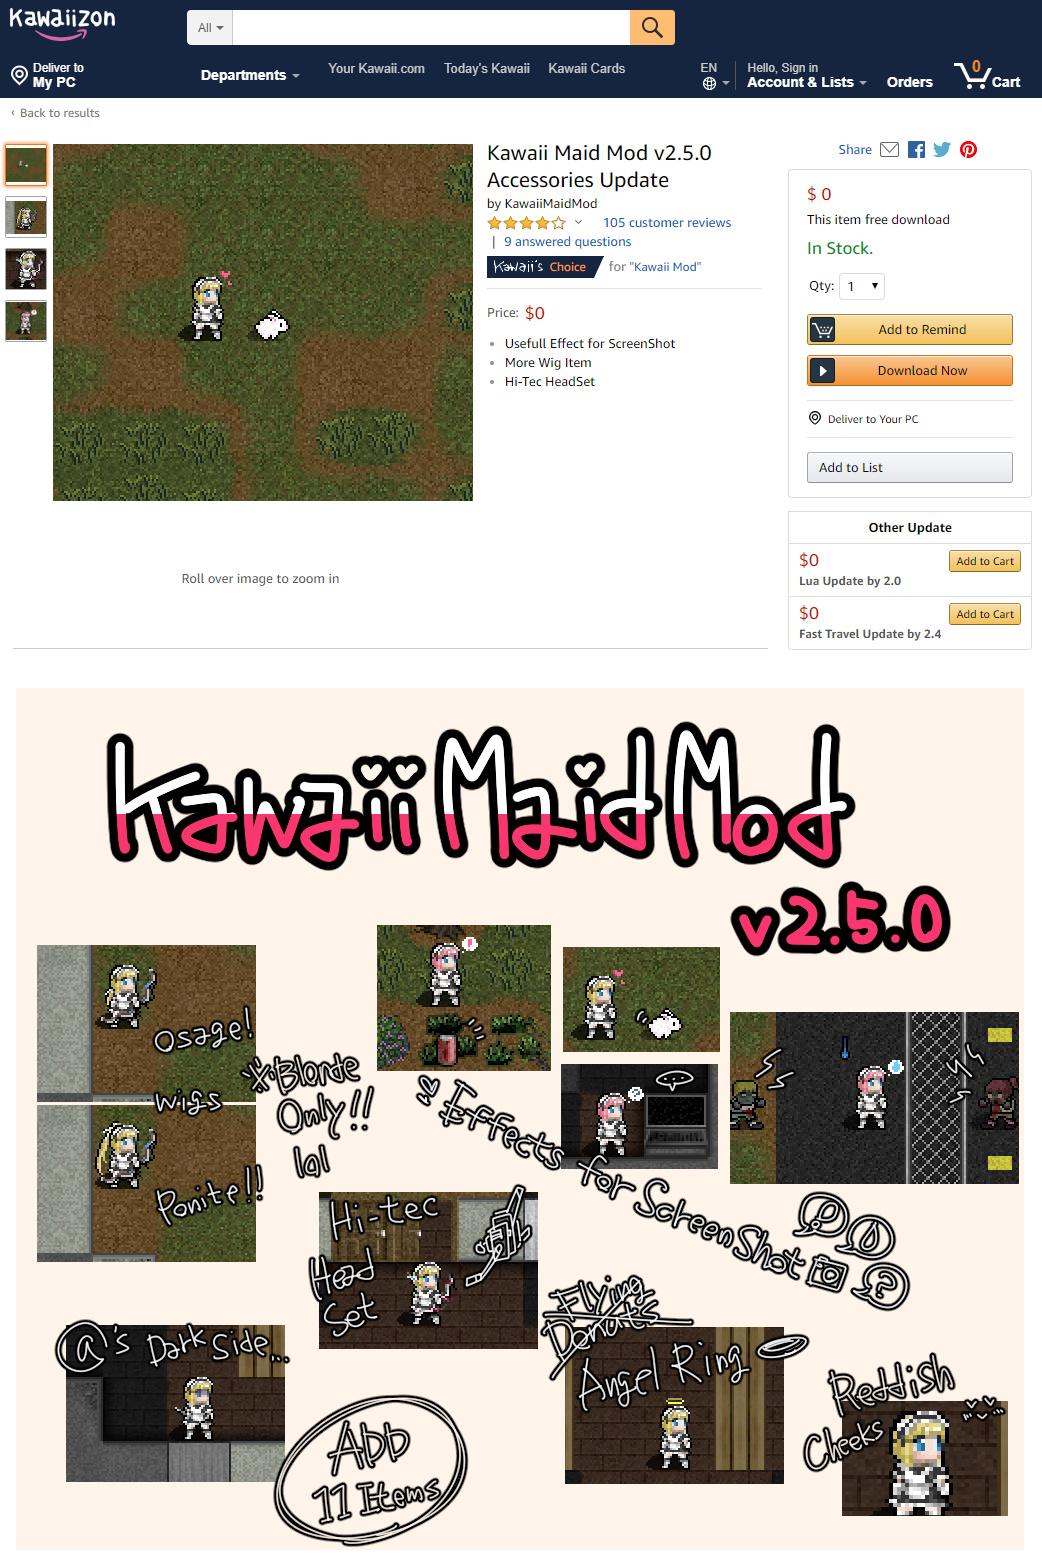 Kawaiizon
All
Deliver to
My PC
Departments
Your Kawaii.com
Today's Kawaii
Kawaii Cards
EN
Hello, Sign in
Account & Lists
Orders
0
Cart
‹ Back to results
Kawaii Maid Mod v2.5.0
Accessories Update
by KawaiiMaidMod
105 customer reviews
| 9 answered questions
Kawaii's Choice for "Kawaii Mod"
Price: $0
Usefull Effect for ScreenShot
More Wig Item
Hi-Tec HeadSet
Roll over image to zoom in
Share
$ 0
This item free download
In Stock.
Qty: 1
Add to Remind
Download Now
Deliver to Your PC
Add to List
Other Update
$0
Add to Cart
Lua Update by 2.0
$0
Add to Cart
Fast Travel Update by 2.4
Kawaii Maid Mod
v2.5.0
Osage!
Wigs
Ponite!!
※Blonde
Only!!
lol
Effects for ScreenShot
Hi-tec
Head
Set
@'s Dark Side...
Flying
Donuts
Angel Ring
Reddish
Cheeks
ADD
11 Items